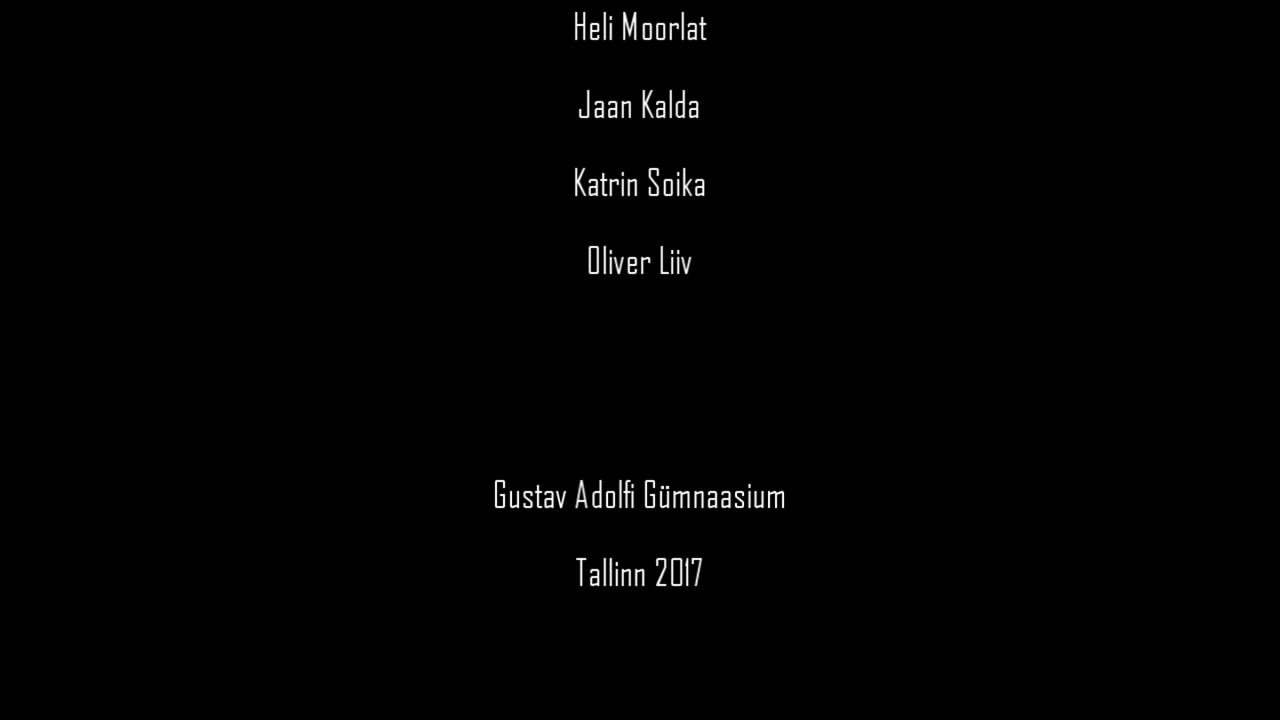 Heli Moorlat
Jaan Kalda
Katrin Soika
Oliver Liiv
Gustav Adolfi Gümnaasium
Tallinn 2017